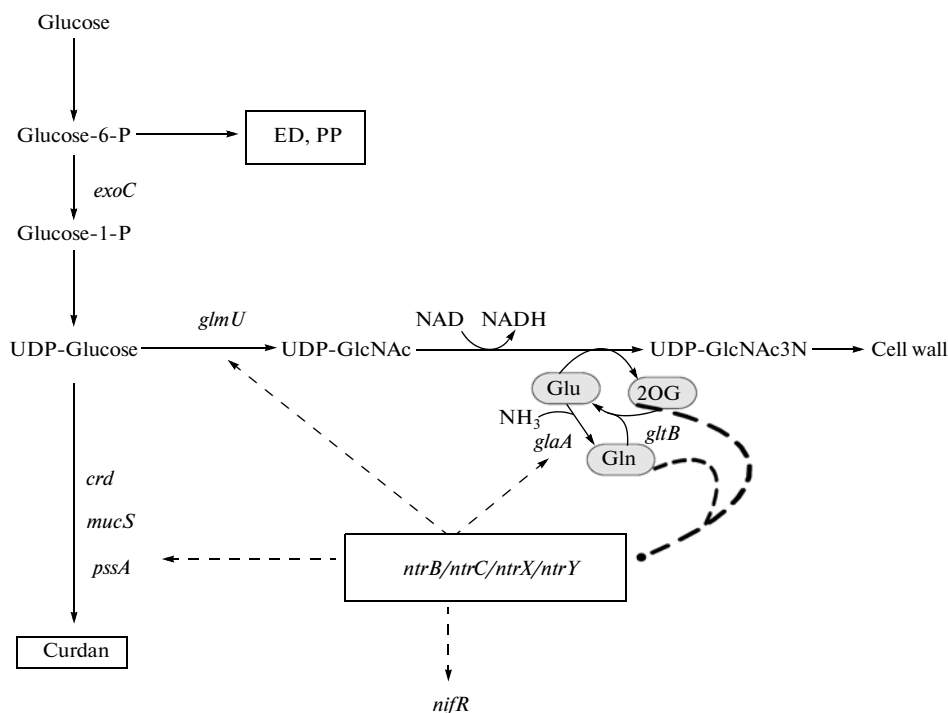 Glucose
Glucose-6-P
ED, PP
exoC
Glucose-1-P
glmU
NAD
NADH
UDP-Glucose
UDP-GlcNAc
UDP-GlcNAc3N
Cell wall
Glu
2OG
NH3
glaA
gltB
Gln
crd
mucS
pssA
ntrB/ntrC/ntrX/ntrY
Curdan
nifR